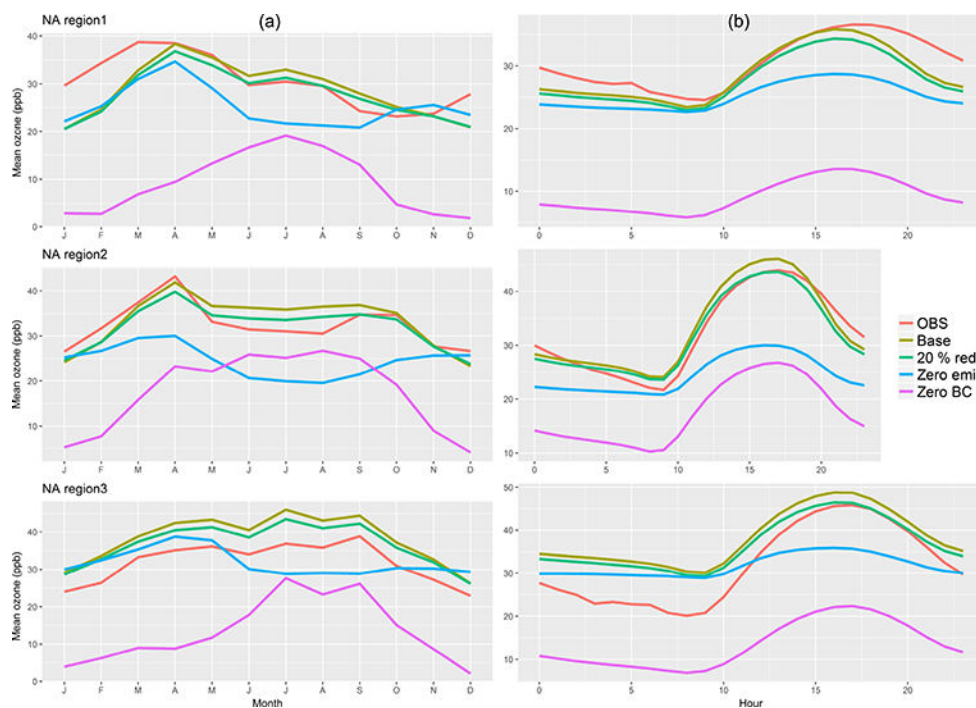 (a)
(b)
NA region1
Mean ozone (ppb)
40
30
20
10
0
J F M A M J J A S O N D
30
20
10
0 5 10 15 20
NA region2
Mean ozone (ppb)
40
30
20
10
J F M A M J J A S O N D
40
30
20
10
0 5 10 15 20
OBS
Base
20 % red
Zero emi
Zero BC
NA region3
Mean ozone (ppb)
40
30
20
10
0
J F M A M J J A S O N D
Month
50
40
30
20
10
0 5 10 15 20
Hour